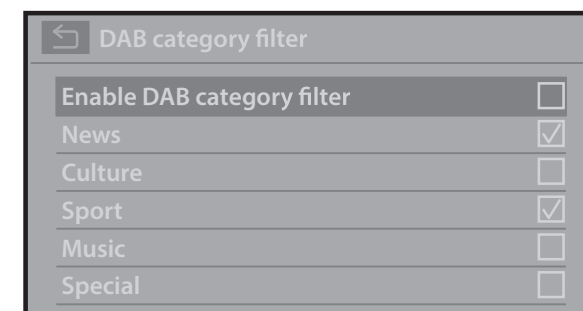 DAB category filter
Enable DAB category filter
News
Culture
Sport
Music
Special